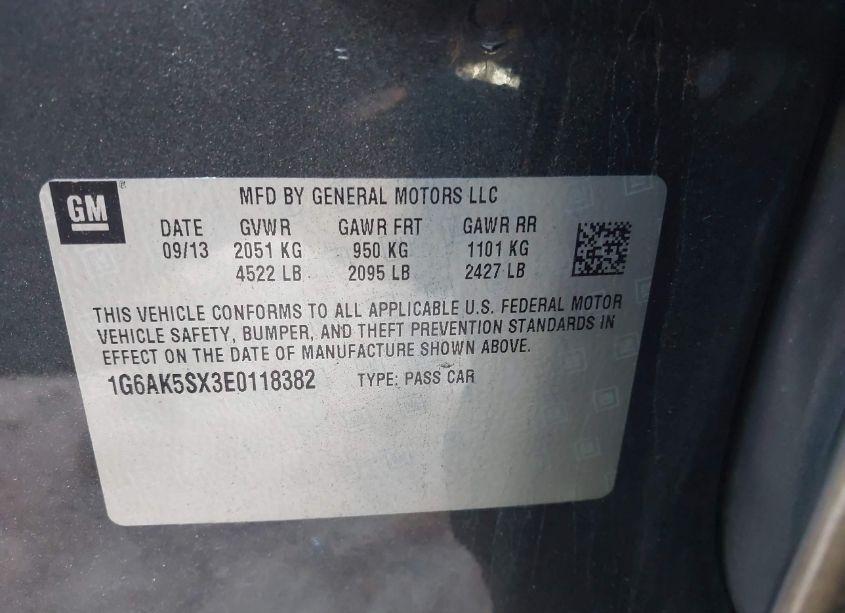 GM
MFD BY GENERAL MOTORS LLC
DATE GVWR GAWR FRT GAWR RR
09/13 2051 KG 950 KG 1101 KG
4522 LB 2095 LB 2427 LB
THIS VEHICLE CONFORMS TO ALL APPLICABLE U.S. FEDERAL MOTOR
VEHICLE SAFETY, BUMPER, AND THEFT PREVENTION STANDARDS IN
EFFECT ON THE DATE OF MANUFACTURE SHOWN ABOVE.
1G6AK5SX3E0118382 TYPE: PASS CAR